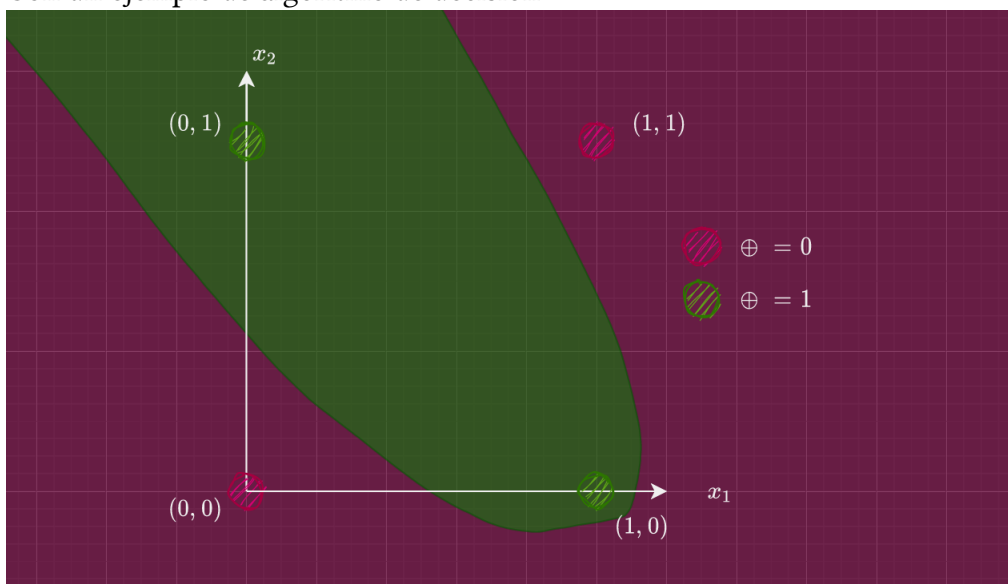 x₂
(0, 1)
(1, 1)
⊕ = 0
⊕ = 1
(0, 0)
x₁
(1, 0)